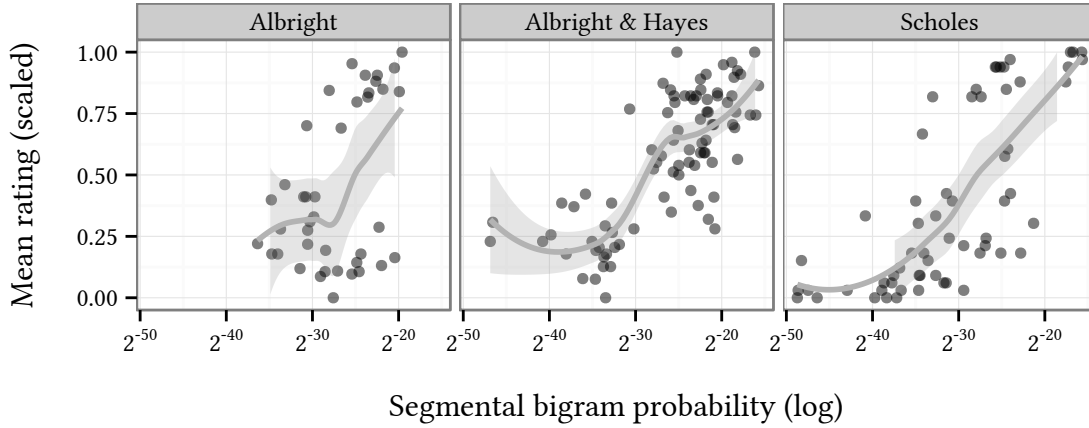 Albright
Albright & Hayes
Scholes
Mean rating (scaled)
1.00
0.75
0.50
0.25
0.00
2⁻⁵⁰ 2⁻⁴⁰ 2⁻³⁰ 2⁻²⁰
2⁻⁵⁰ 2⁻⁴⁰ 2⁻³⁰ 2⁻²⁰
2⁻⁵⁰ 2⁻⁴⁰ 2⁻³⁰ 2⁻²⁰
Segmental bigram probability (log)